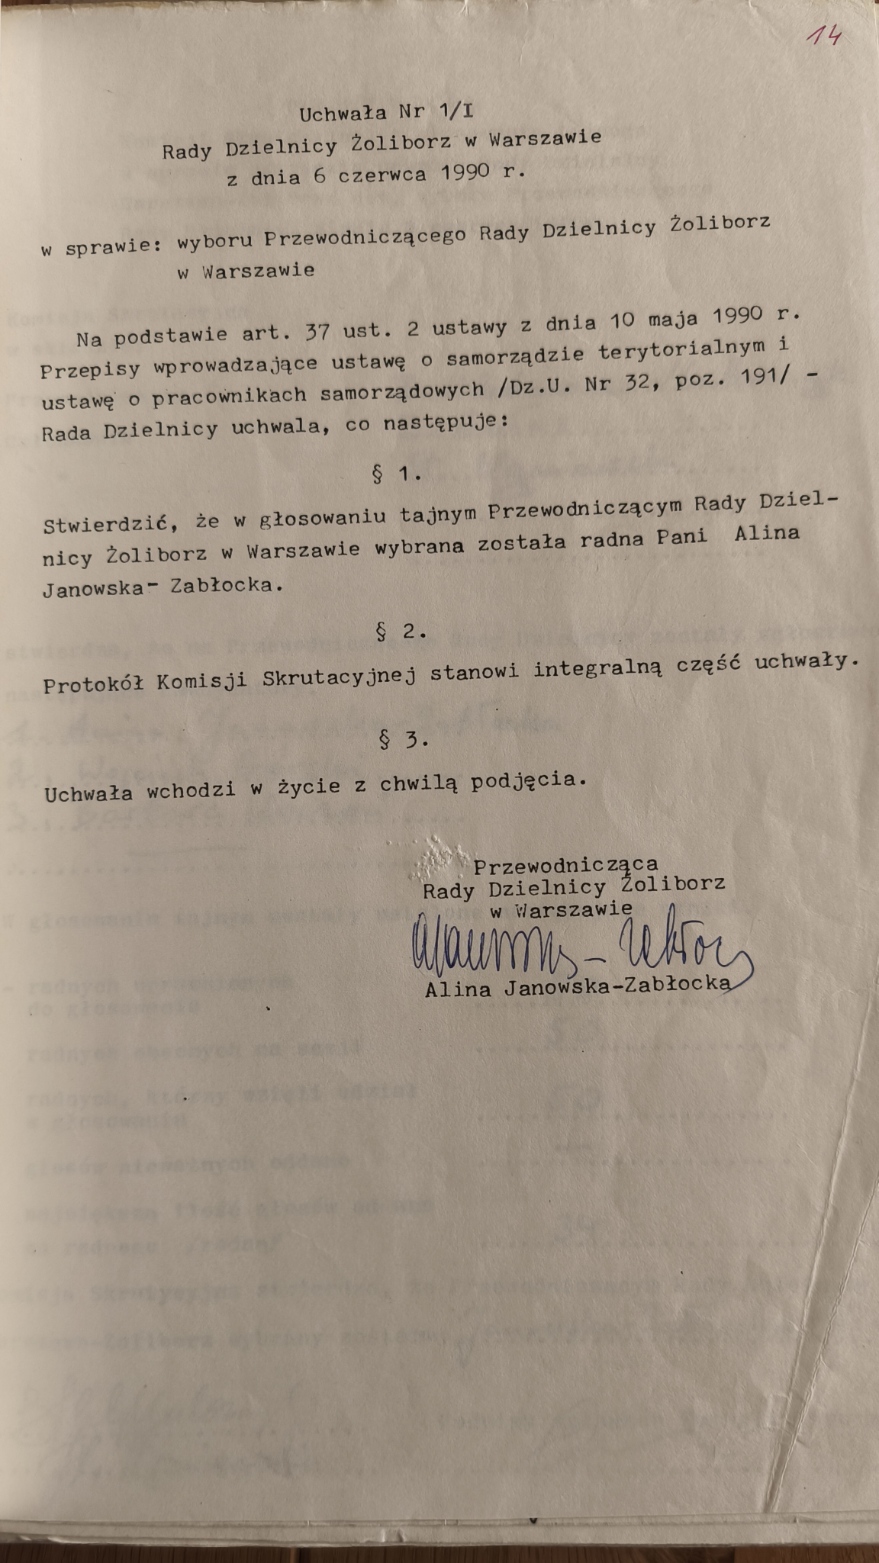 14
Uchwała Nr 1/I
Rady Dzielnicy Żoliborz w Warszawie
z dnia 6 czerwca 1990 r.
w sprawie: wyboru Przewodniczącego Rady Dzielnicy Żoliborz
w Warszawie
Na podstawie art. 37 ust. 2 ustawy z dnia 10 maja 1990 r.
Przepisy wprowadzające ustawę o samorządzie terytorialnym i
ustawę o pracownikach samorządowych /Dz.U. Nr 32, poz. 191/ -
Rada Dzielnicy uchwala, co następuje:
§ 1.
Stwierdzić, że w głosowaniu tajnym Przewodniczącym Rady Dziel-
nicy Żoliborz w Warszawie wybrana została radna Pani Alina
Janowska- Zabłocka.
§ 2.
Protokół Komisji Skrutacyjnej stanowi integralną część uchwały.
§ 3.
Uchwała wchodzi w życie z chwilą podjęcia.
Przewodnicząca
Rady Dzielnicy Żoliborz
w Warszawie
Alina Janowska-Zabłocka